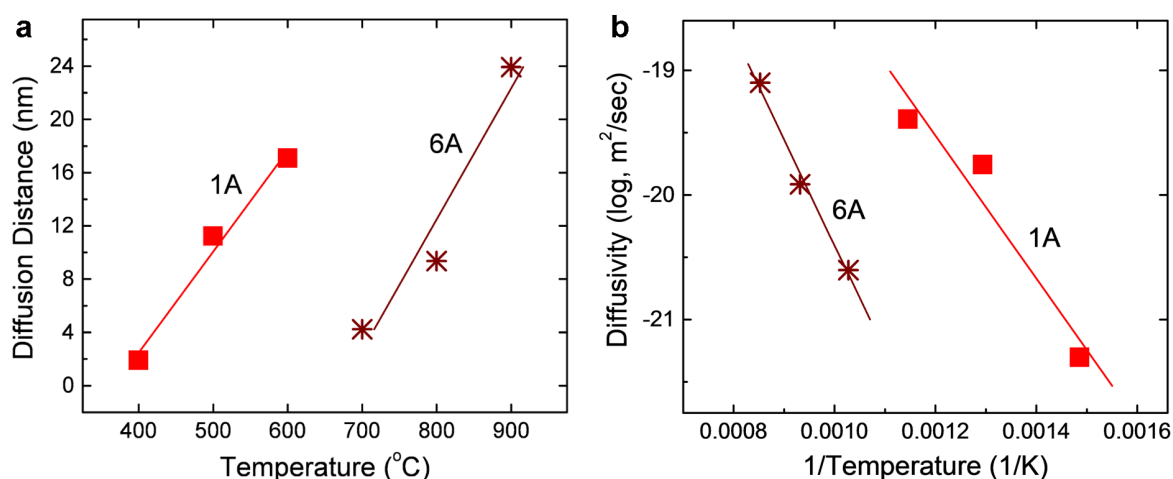 a
Diffusion Distance (nm)
24
20
16
12
8
4
0
1A
6A
400
500
600
700
800
900
Temperature (°C)
b
Diffusivity (log, m²/sec)
-19
-20
-21
6A
1A
0.0008
0.0010
0.0012
0.0014
0.0016
1/Temperature (1/K)